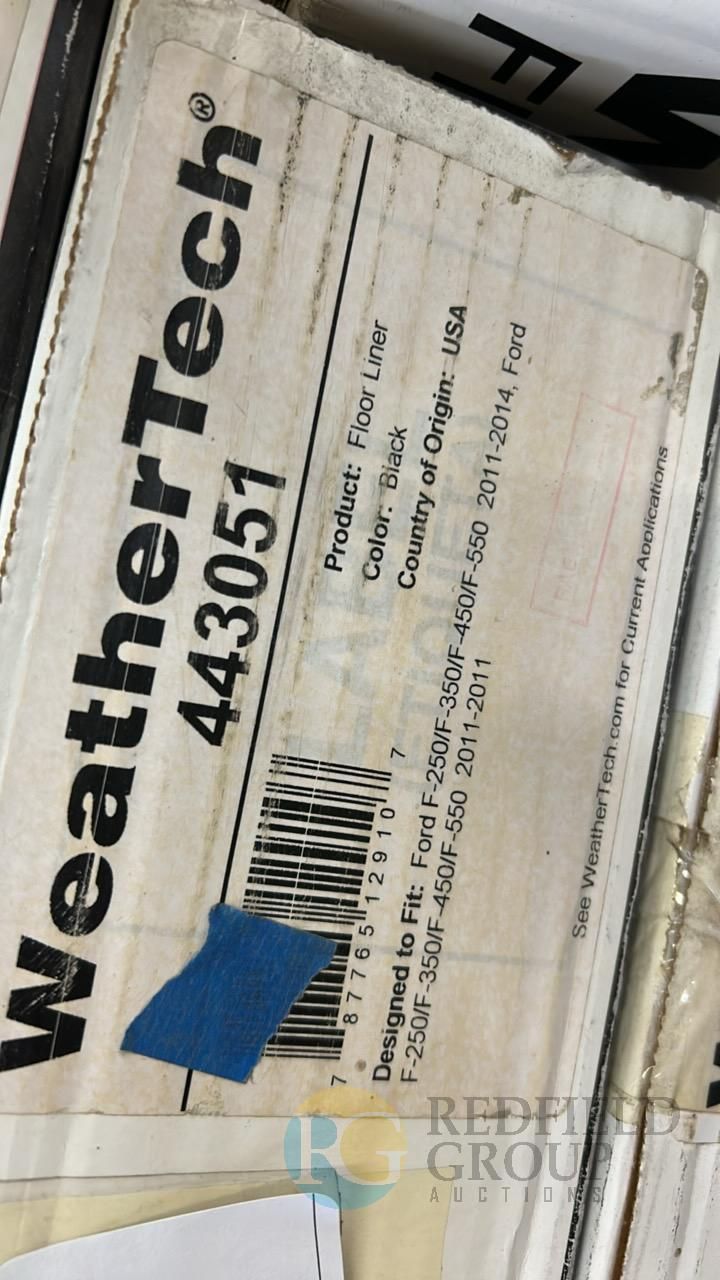 WeatherTech®
443051
Product: Floor Liner
Color: Black
Country of Origin: USA
7 87765 12910 7
Designed to Fit: Ford F-250/F-350/F-450/F-550 2011-2014, Ford
F-250/F-350/F-450/F-550 2011-2011
See WeatherTech.com for Current Applications
RG REDFIELD
GROUP
AUCTIONS